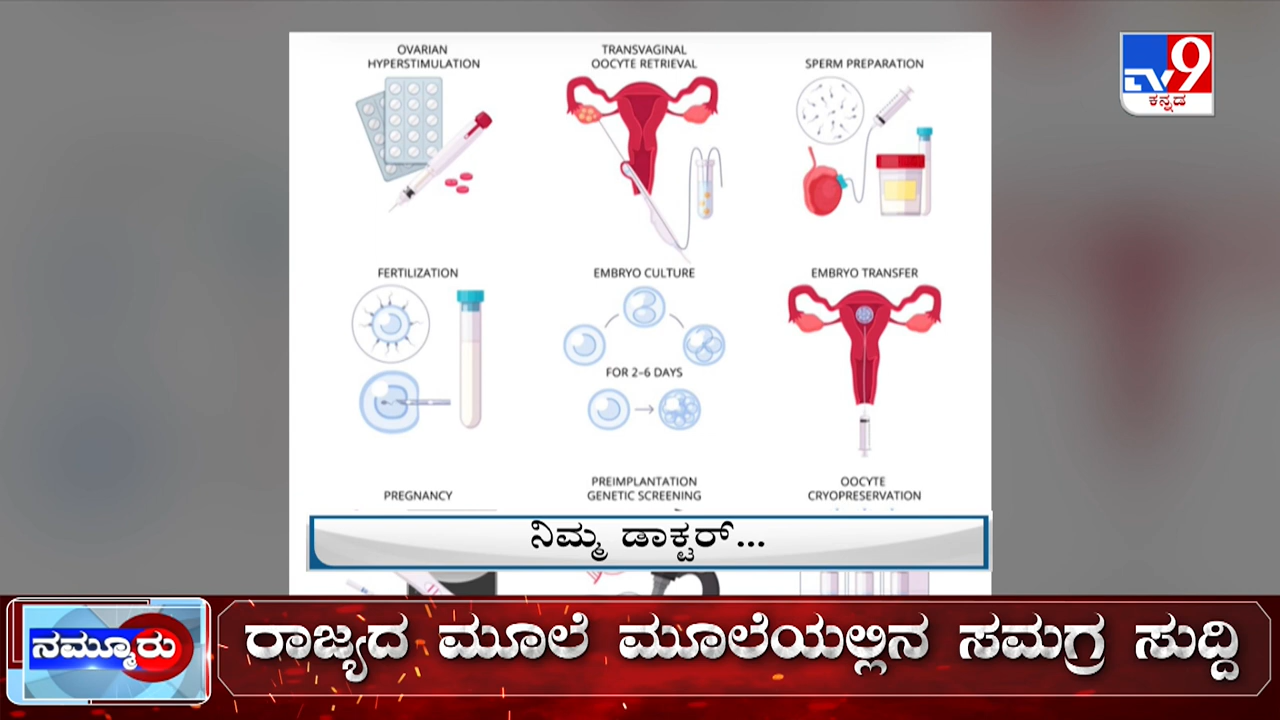 OVARIAN
HYPERSTIMULATION
TRANSVAGINAL
OOCYTE RETRIEVAL
SPERM PREPARATION
TV9
ಕನ್ನಡ
FERTILIZATION
EMBRYO CULTURE
EMBRYO TRANSFER
FOR 2–6 DAYS
PREGNANCY
PREIMPLANTATION
GENETIC SCREENING
OOCYTE
CRYOPRESERVATION
ನಿಮ್ಮ ಡಾಕ್ಟರ್...
ನಮ್ಮೂರು
ರಾಜ್ಯದ ಮೂಲೆ ಮೂಲೆಯಲ್ಲಿನ ಸಮಗ್ರ ಸುದ್ದಿ